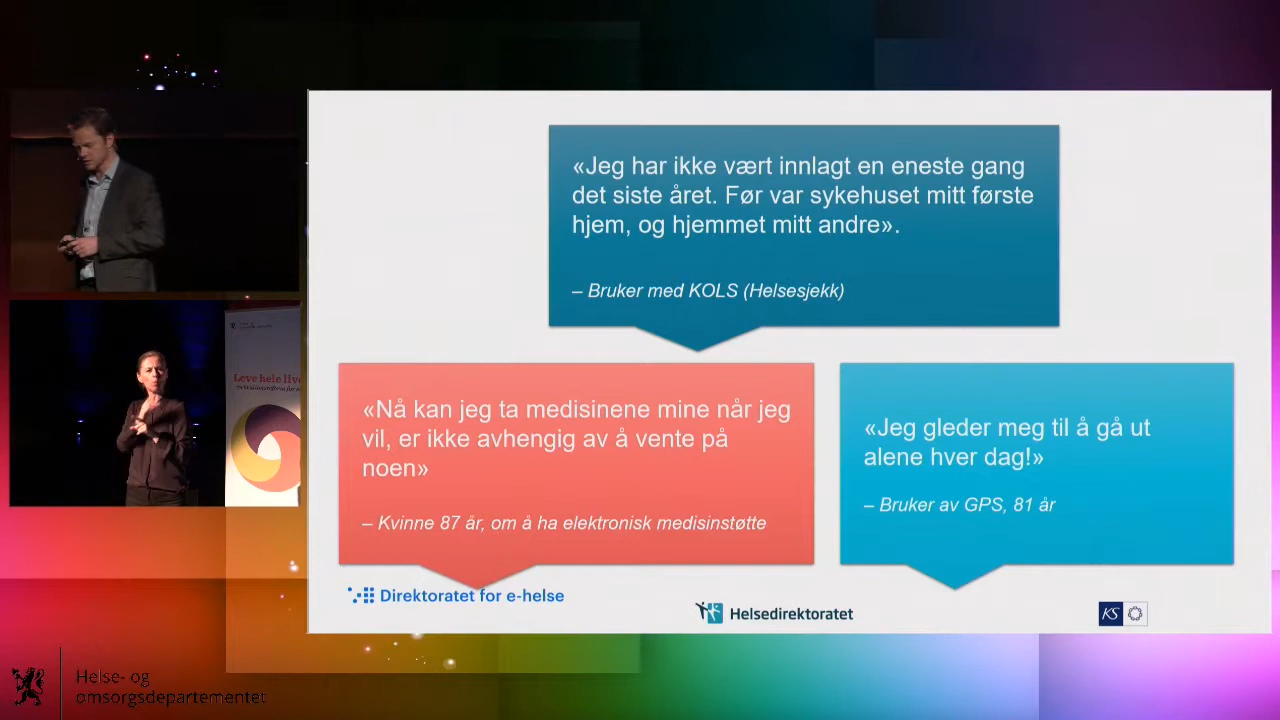 «Jeg har ikke vært innlagt en eneste gang
det siste året. Før var sykehuset mitt første
hjem, og hjemmet mitt andre».
– Bruker med KOLS (Helsesjekk)
«Nå kan jeg ta medisinene mine når jeg
vil, er ikke avhengig av å vente på
noen»
– Kvinne 87 år, om å ha elektronisk medisinstøtte
«Jeg gleder meg til å gå ut
alene hver dag!»
– Bruker av GPS, 81 år
Direktoratet for e-helse
Helsedirektoratet
KS
Leve hele liv
Helse- og
omsorgsdepartementet